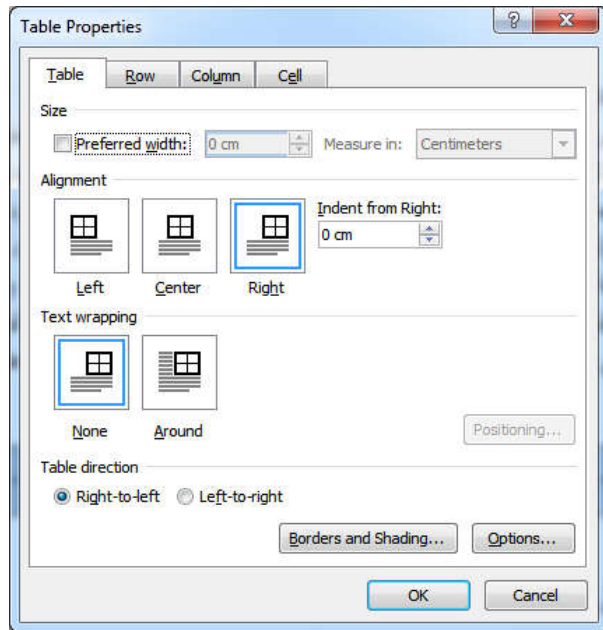 Table Properties
Table Row Column Cell
Size
Preferred width: 0 cm Measure in: Centimeters
Alignment
Indent from Right:
0 cm
Left Center Right
Text wrapping
None Around
Positioning...
Table direction
Right-to-left Left-to-right
Borders and Shading... Options...
OK Cancel